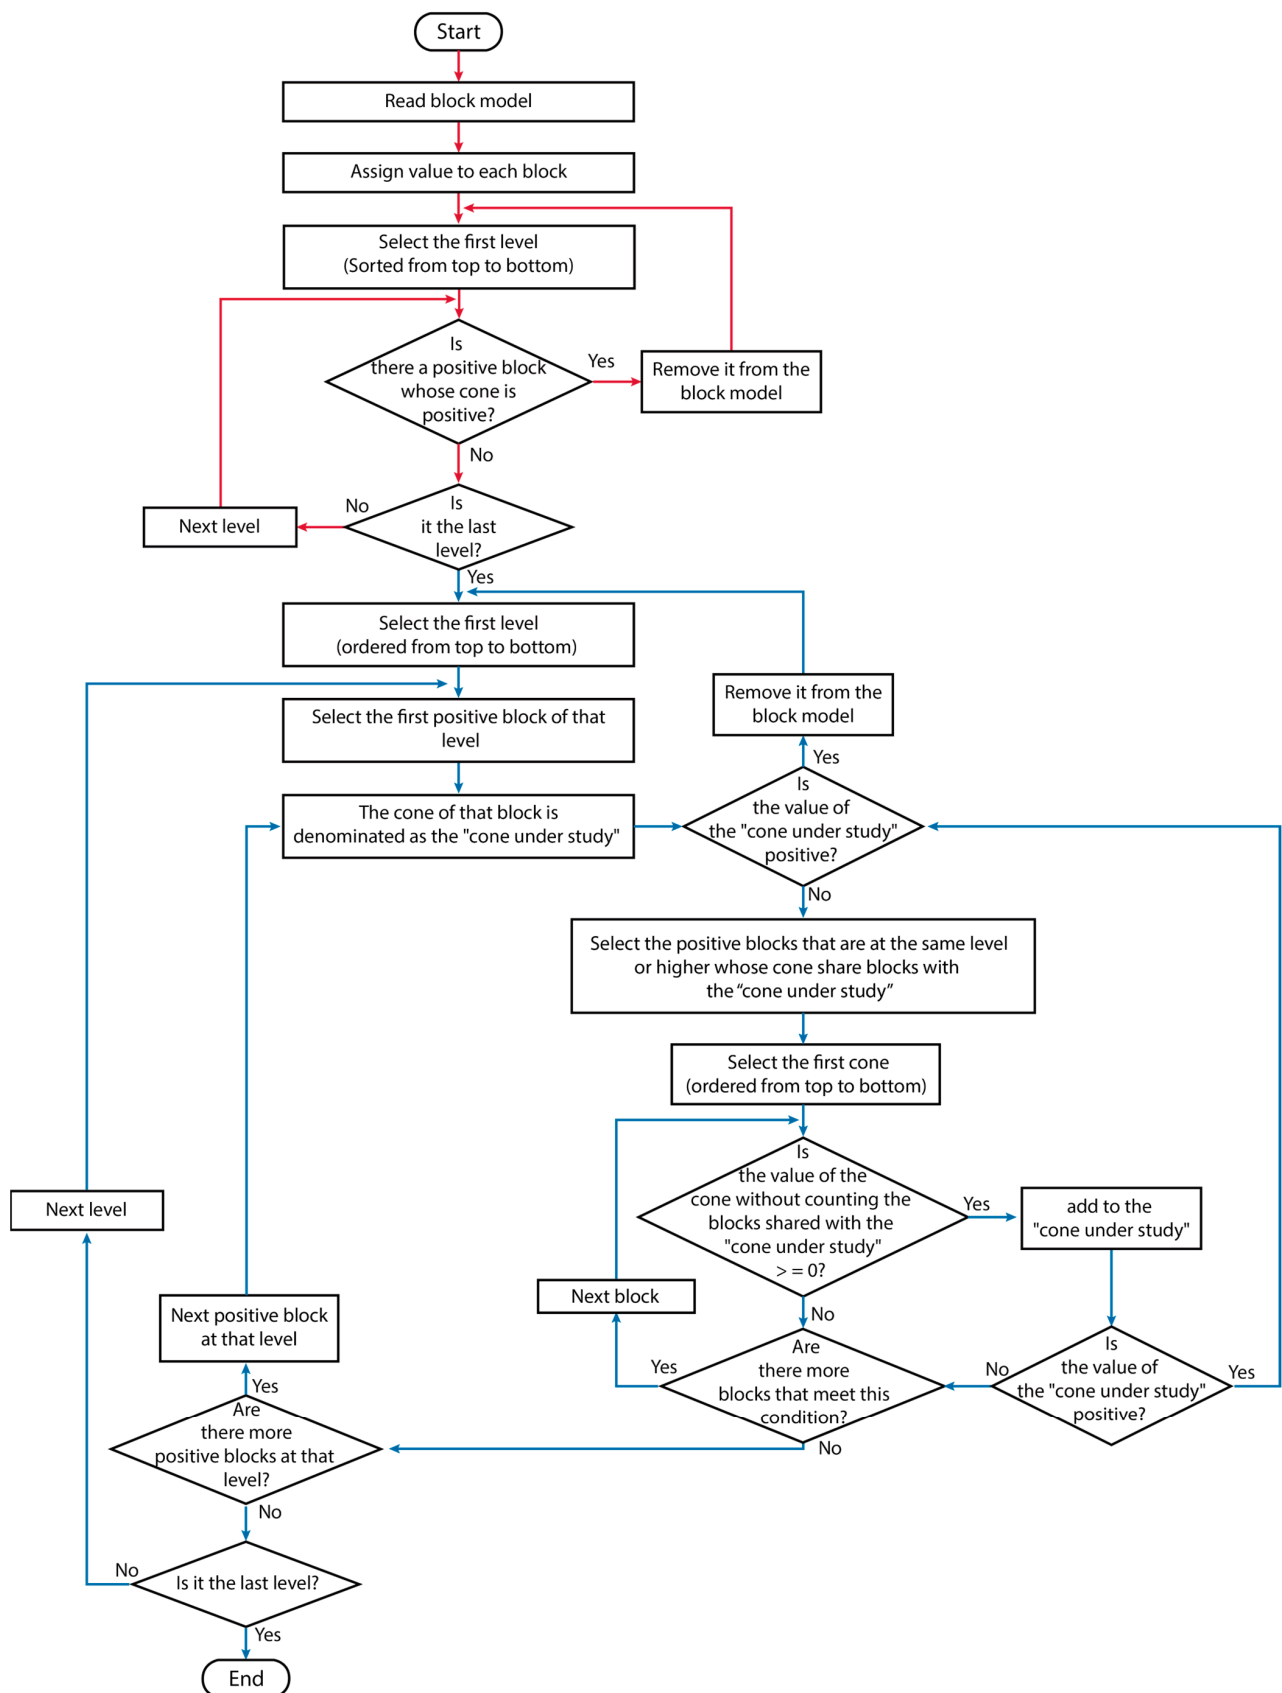 Start
Read block model
Assign value to each block
Select the first level
(Sorted from top to bottom)
Is
there a positive block
whose cone is
positive?
Yes
Remove it from the
block model
No
Is
it the last
level?
No
Next level
Yes
Select the first level
(ordered from top to bottom)
Select the first positive block of that
level
The cone of that block is
denominated as the "cone under study"
Remove it from the
block model
Yes
Is
the value of
the "cone under study"
positive?
No
Select the positive blocks that are at the same level
or higher whose cone share blocks with
the “cone under study”
Select the first cone
(ordered from top to bottom)
Is
the value of the
cone without counting the
blocks shared with the
"cone under study"
> = 0?
Yes
add to the
"cone under study"
Next block
No
Yes
Are
there more
blocks that meet this
condition?
No
No
Is
the value of
the "cone under study"
positive?
Yes
Next level
Next positive block
at that level
Yes
Are
there more
positive blocks at that
level?
No
No
Is it the last level?
Yes
End